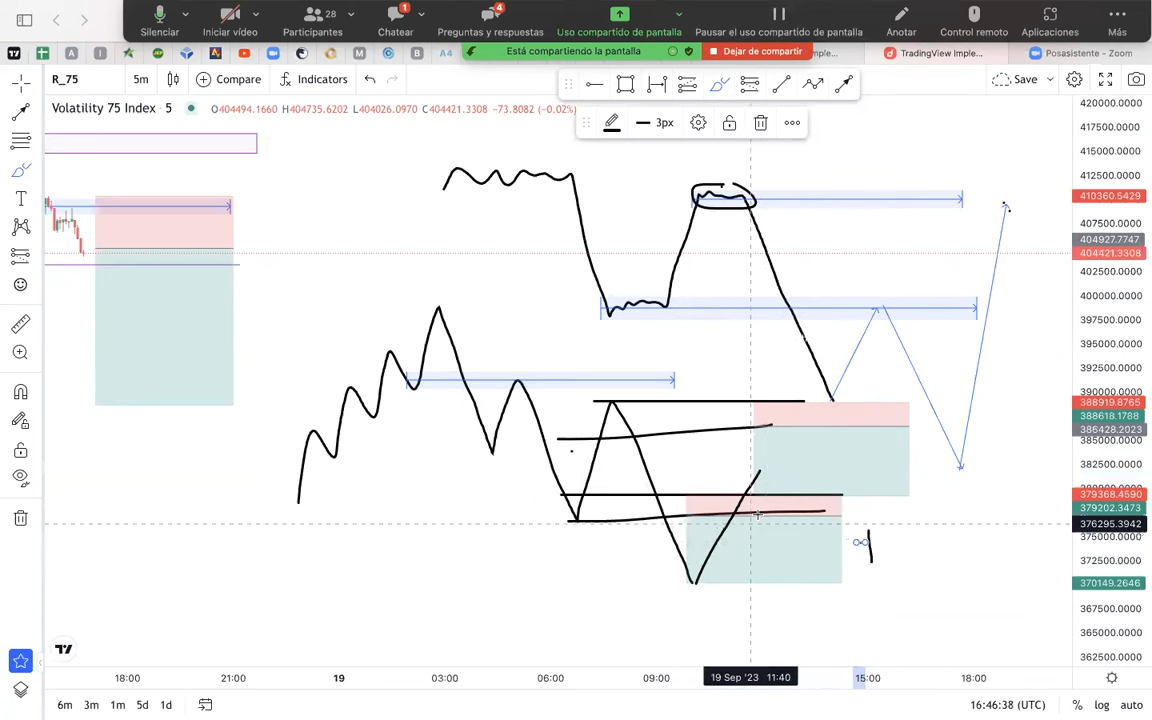 28
1
4
Silenciar
Iniciar vídeo
Participantes
Chatear
Preguntas y respuestas
Uso compartido de pantalla
Pausar el uso compartido de pantalla
Anotar
Control remoto
Aplicaciones
Más
A
I
M
B
A4
Está compartiendo la pantalla
Dejar de compartir
mple...
TradingView Imple...
Posasistente - Zoom
R_75
5m
Compare
Indicators
Save
Volatility 75 Index · 5
O404494.1660 H404735.6202 L404026.0970 C404421.3308 −73.8082 (−0.02%)
3px
420000.0000
417500.0000
415000.0000
412500.0000
410360.5429
407500.0000
404927.7747
404421.3308
402500.0000
400000.0000
397500.0000
395000.0000
392500.0000
390000.0000
388919.8765
388618.1788
386428.2023
385000.0000
382500.0000
379368.4590
379202.3473
376295.3942
375000.0000
372500.0000
370149.2646
367500.0000
365000.0000
362500.0000
18:00
21:00
19
03:00
06:00
19 Sep '23 11:40
15:00
18:00
6m
3m
1m
5d
1d
16:46:38 (UTC)
%
log
auto